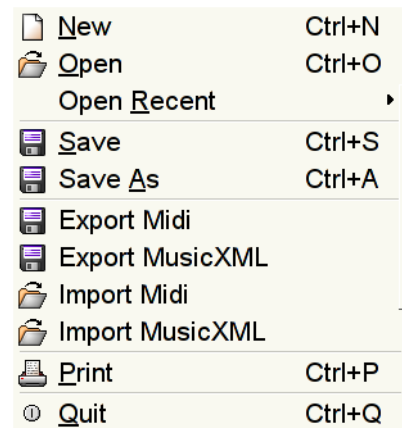 New Ctrl+N
Open Ctrl+O
Open Recent
Save Ctrl+S
Save As Ctrl+A
Export Midi
Export MusicXML
Import Midi
Import MusicXML
Print Ctrl+P
Quit Ctrl+Q